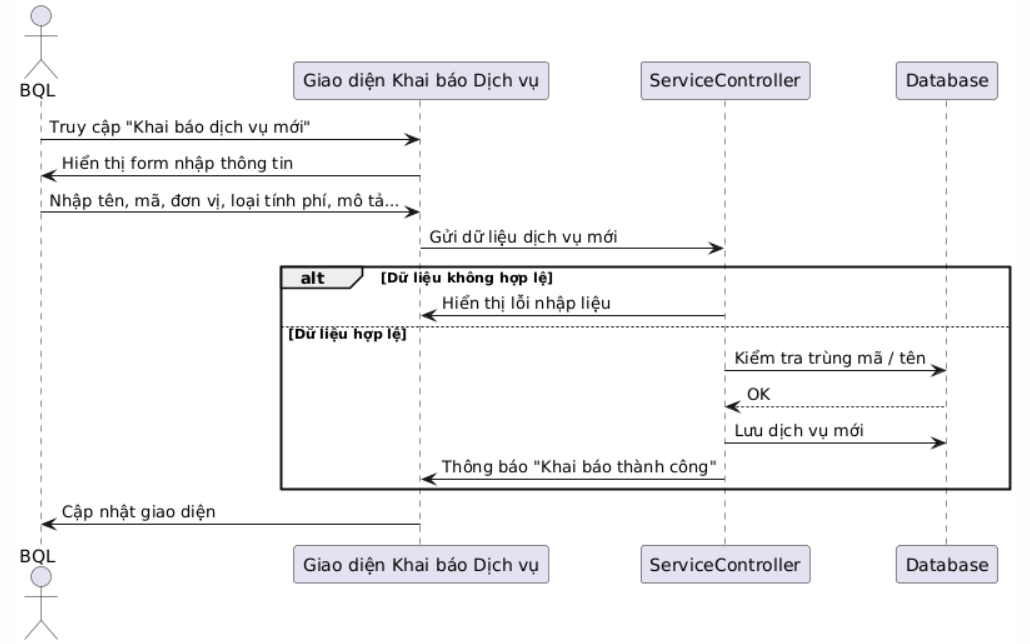 BQL
Giao diện Khai báo Dịch vụ
ServiceController
Database
Truy cập "Khai báo dịch vụ mới"
Hiển thị form nhập thông tin
Nhập tên, mã, đơn vị, loại tính phí, mô tả...
Gửi dữ liệu dịch vụ mới
alt
[Dữ liệu không hợp lệ]
Hiển thị lỗi nhập liệu
[Dữ liệu hợp lệ]
Kiểm tra trùng mã / tên
OK
Lưu dịch vụ mới
Thông báo "Khai báo thành công"
Cập nhật giao diện
BQL
Giao diện Khai báo Dịch vụ
ServiceController
Database